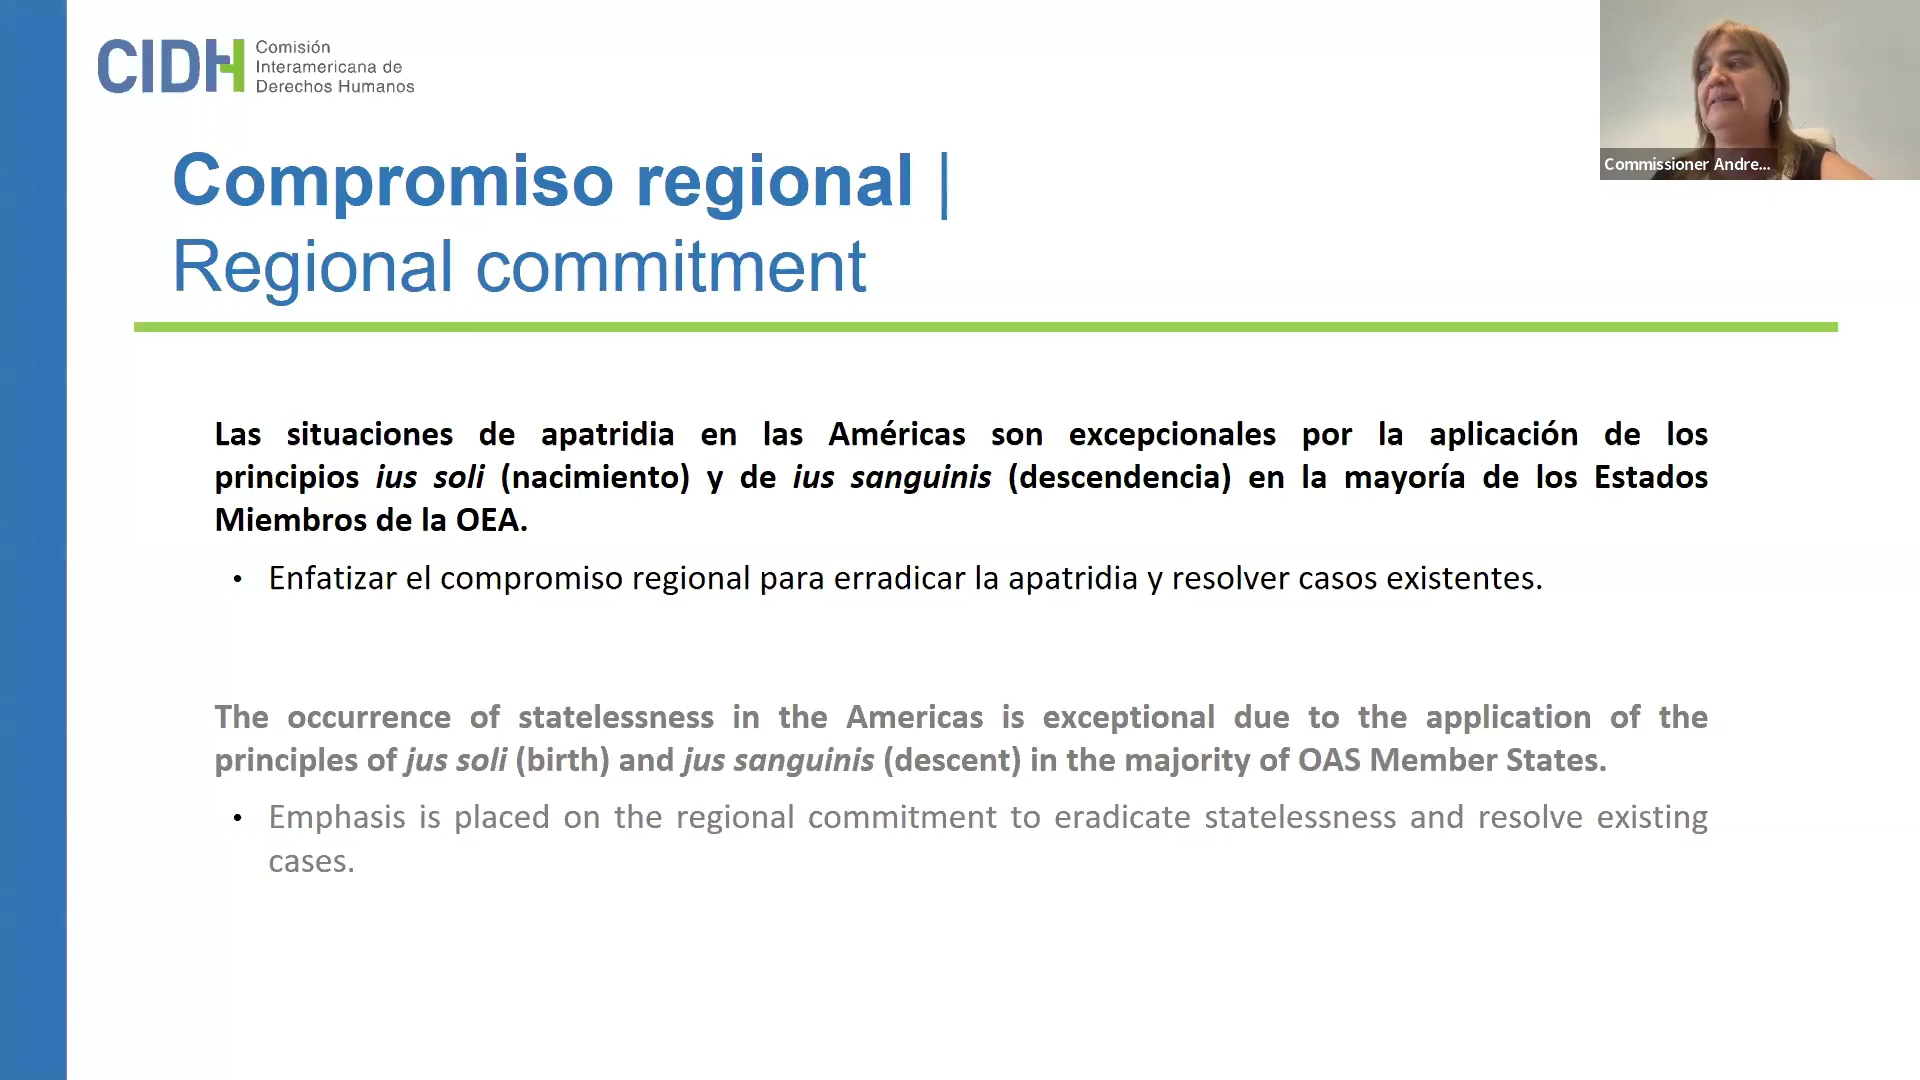 CIDH
Comisión
Interamericana de
Derechos Humanos
Commissioner Andre...
Compromiso regional |
Regional commitment
Las situaciones de apatridia en las Américas son excepcionales por la aplicación de los
principios ius soli (nacimiento) y de ius sanguinis (descendencia) en la mayoría de los Estados
Miembros de la OEA.
• Enfatizar el compromiso regional para erradicar la apatridia y resolver casos existentes.
The occurrence of statelessness in the Americas is exceptional due to the application of the
principles of jus soli (birth) and jus sanguinis (descent) in the majority of OAS Member States.
• Emphasis is placed on the regional commitment to eradicate statelessness and resolve existing
cases.